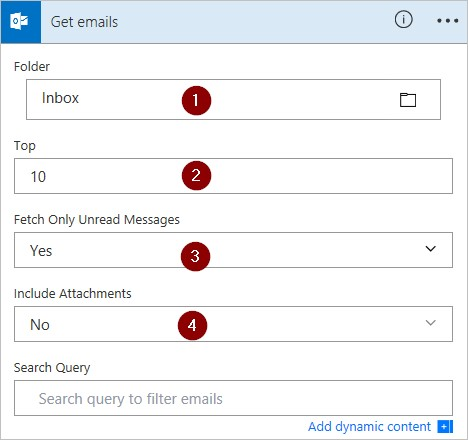 Get emails
Folder
Inbox
1
Top
10
2
Fetch Only Unread Messages
Yes
3
Include Attachments
No
4
Search Query
Search query to filter emails
Add dynamic content